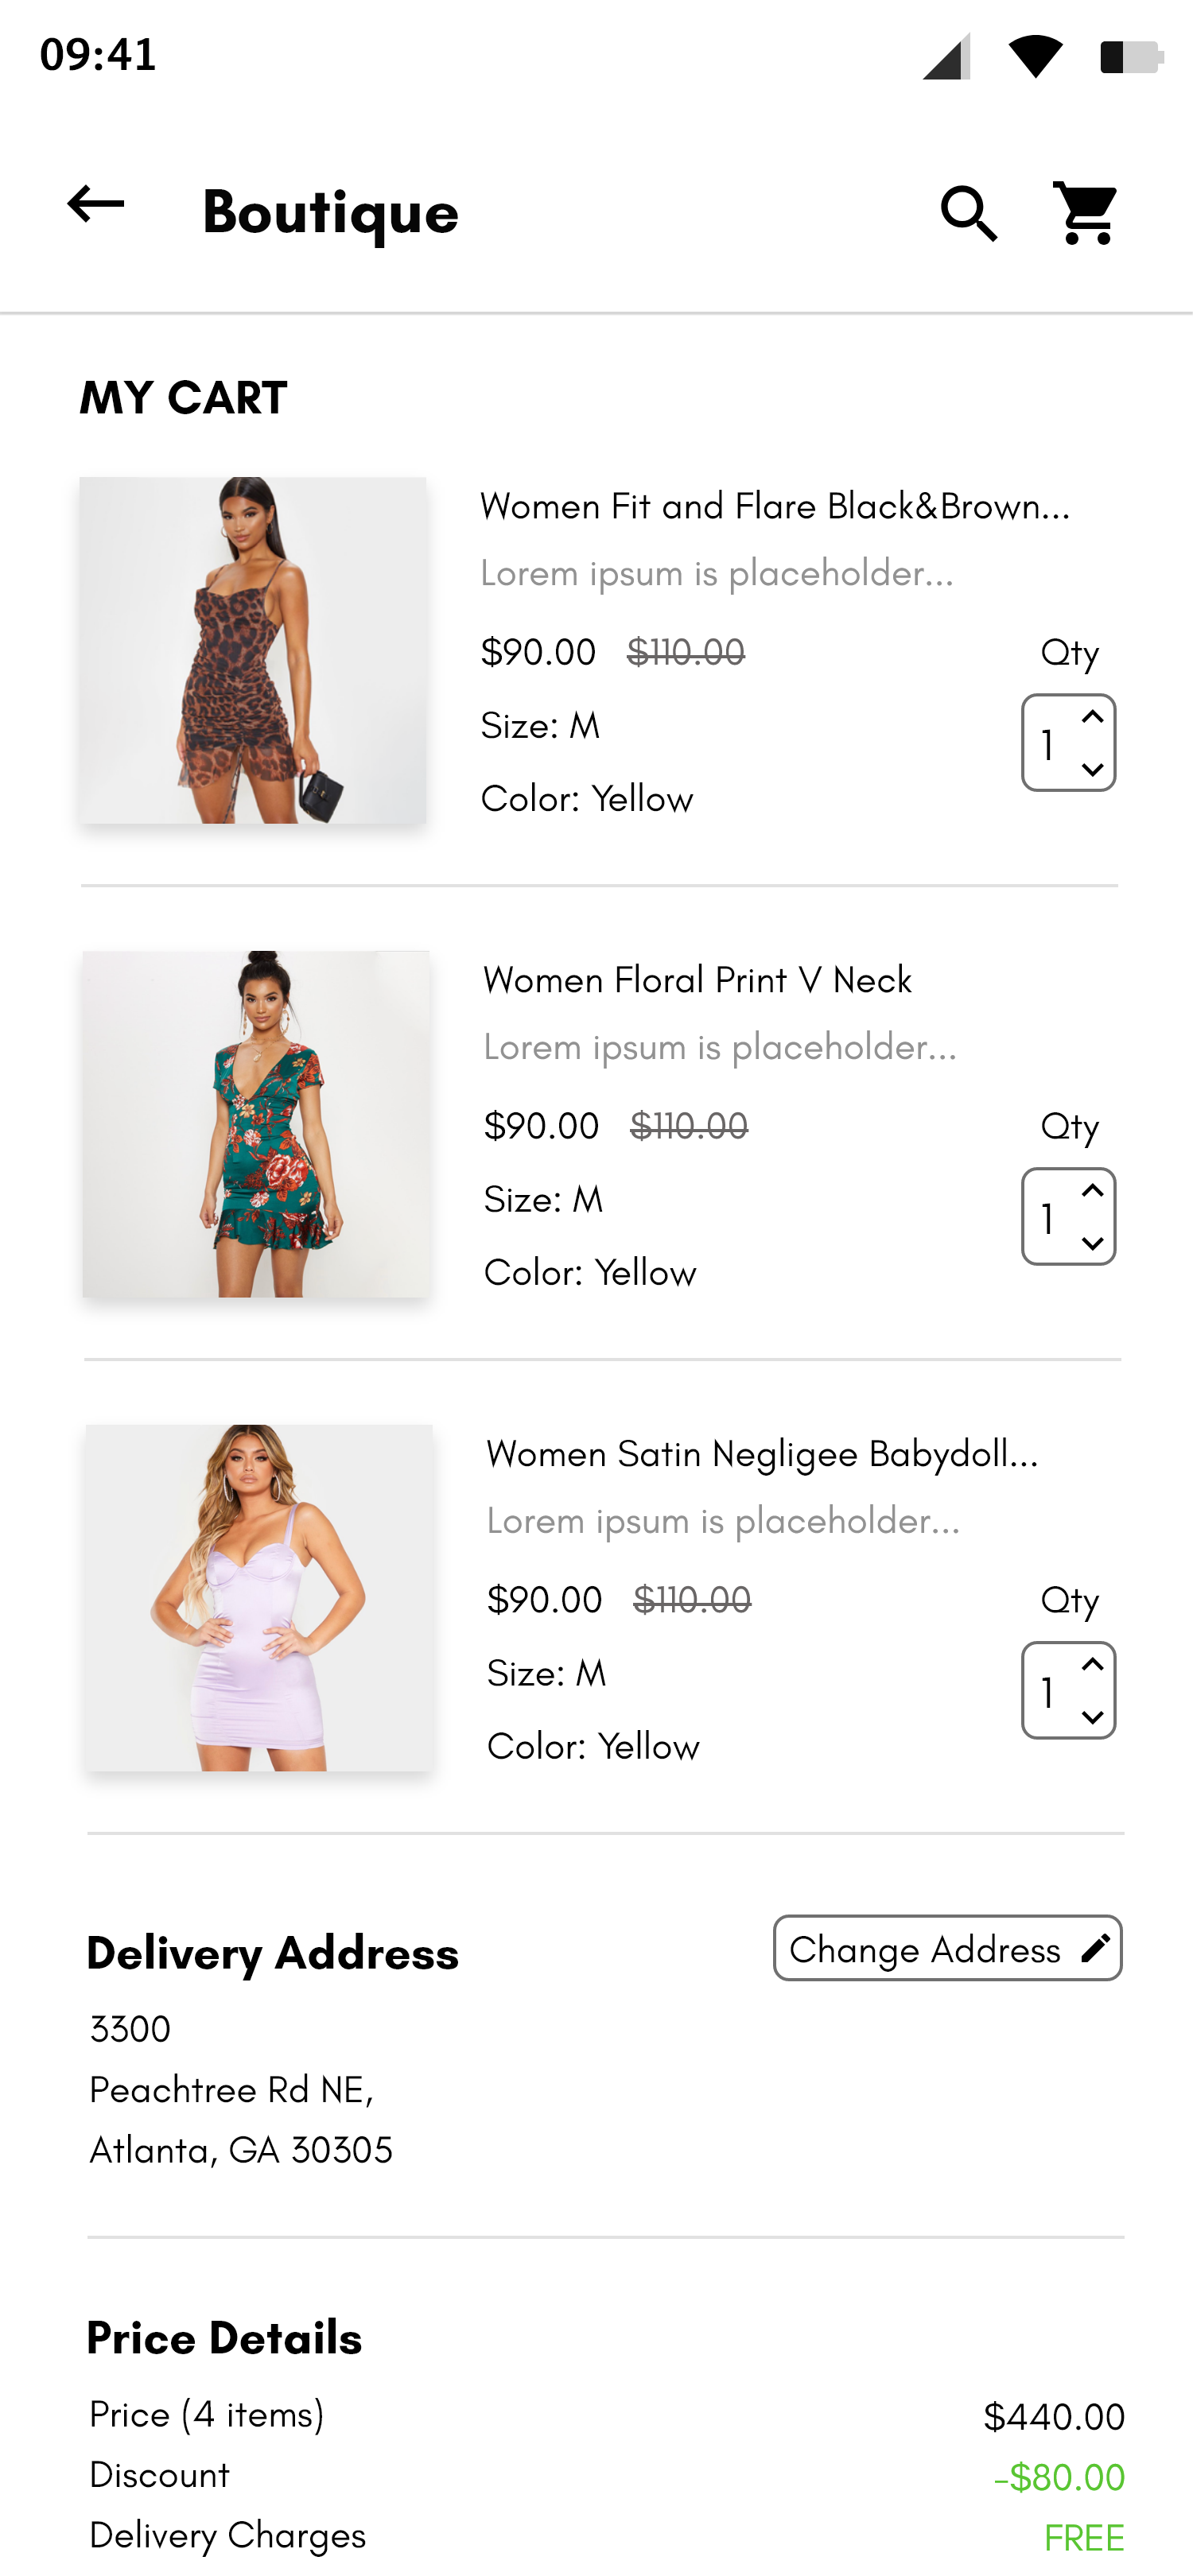 09:41
Boutique
MY CART
Women Fit and Flare Black&Brown...
Lorem ipsum is placeholder...
$90.00 $110.00 Qty
Size: M
1
Color: Yellow
Women Floral Print V Neck
Lorem ipsum is placeholder...
$90.00 $110.00 Qty
Size: M
1
Color: Yellow
Women Satin Negligee Babydoll...
Lorem ipsum is placeholder...
$90.00 $110.00 Qty
Size: M
1
Color: Yellow
Delivery Address Change Address
3300
Peachtree Rd NE,
Atlanta, GA 30305
Price Details
Price (4 items) $440.00
Discount -$80.00
Delivery Charges FREE